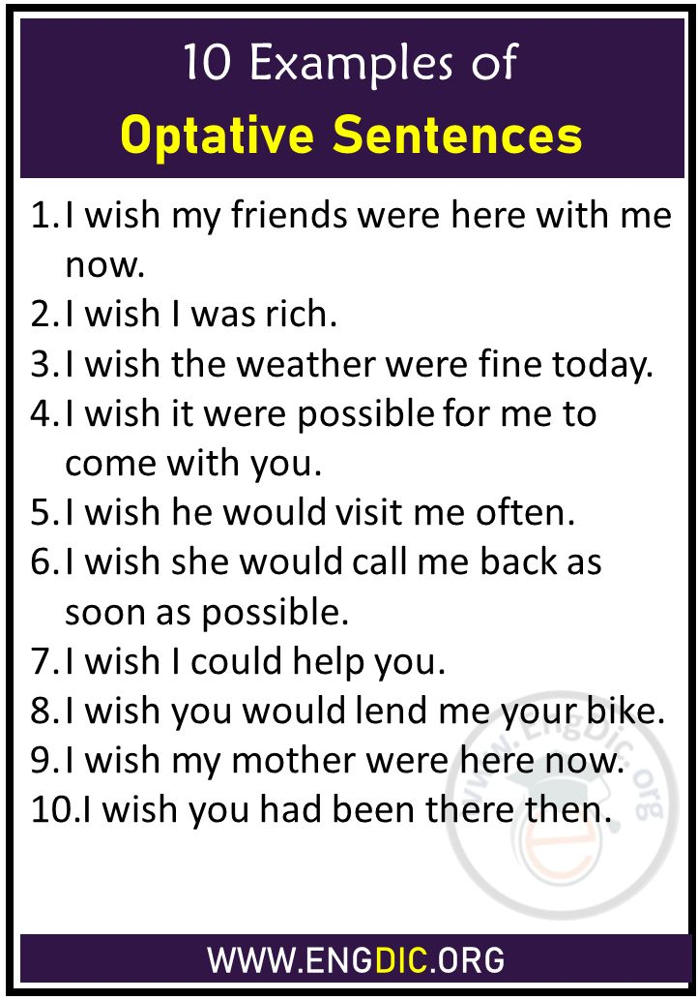 10 Examples of
Optative Sentences
1. I wish my friends were here with me
now.
2. I wish I was rich.
3. I wish the weather were fine today.
4. I wish it were possible for me to
come with you.
5. I wish he would visit me often.
6. I wish she would call me back as
soon as possible.
7. I wish I could help you.
8. I wish you would lend me your bike.
9. I wish my mother were here now.
10. I wish you had been there then.
www.EngDic.org
WWW.ENGDIC.ORG